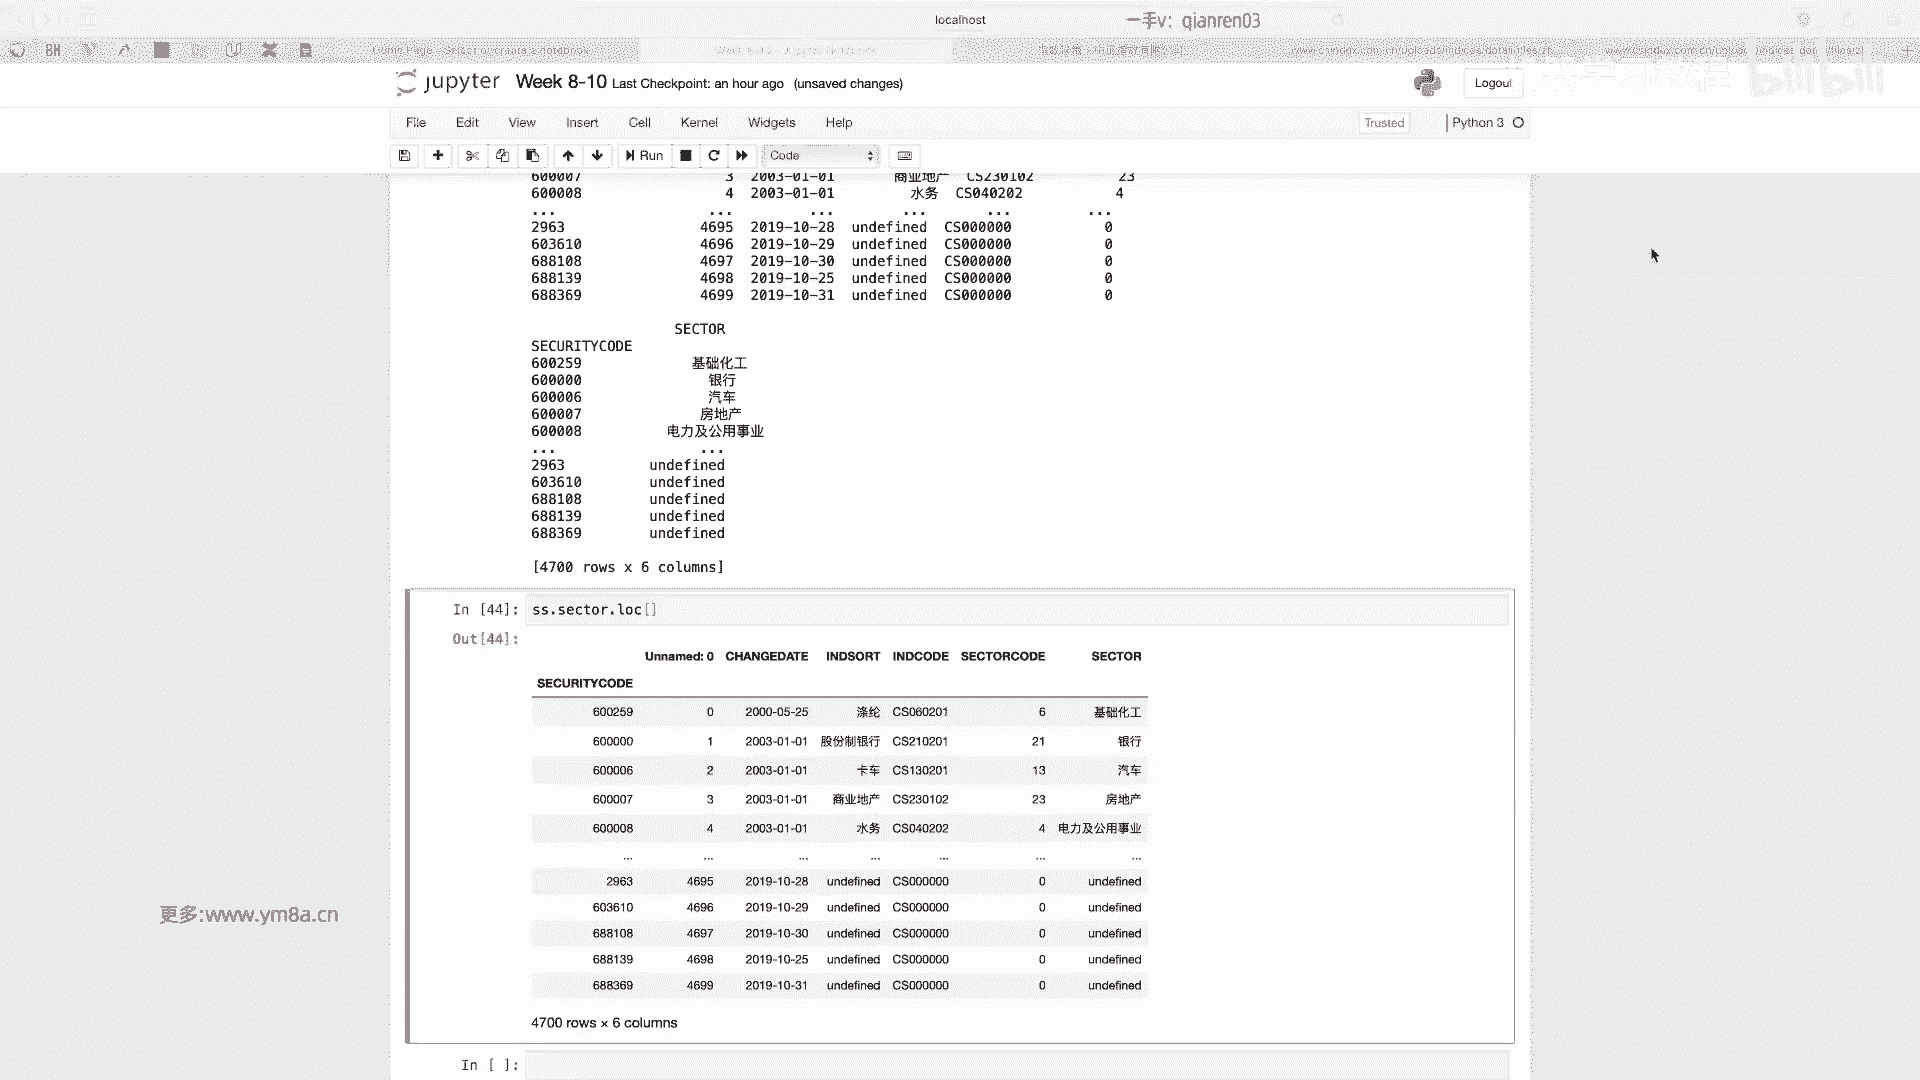 localhost
一手v：qianren03
BH
jupyter Week 8-10 Last Checkpoint: an hour ago (unsaved changes)
Logout
File Edit View Insert Cell Kernel Widgets Help
Trusted
Python 3
Run
Code
600007 3 2003-01-01 商业地产 CS230102 23
600008 4 2003-01-01 水务 CS040202 4
... ... ... ... ... ...
2963 4695 2019-10-28 undefined CS000000 0
603610 4696 2019-10-29 undefined CS000000 0
688108 4697 2019-10-30 undefined CS000000 0
688139 4698 2019-10-25 undefined CS000000 0
688369 4699 2019-10-31 undefined CS000000 0
SECTOR
SECURITYCODE
600259 基础化工
600000 银行
600006 汽车
600007 房地产
600008 电力及公用事业
... ...
2963 undefined
603610 undefined
688108 undefined
688139 undefined
688369 undefined
[4700 rows x 6 columns]
In [44]: ss.sector.loc[]
Out[44]:
Unnamed: 0 CHANGEDATE INDSORT INDCODE SECTORCODE SECTOR
SECURITYCODE
600259 0 2000-05-25 涤纶 CS060201 6 基础化工
600000 1 2003-01-01 股份制银行 CS210201 21 银行
600006 2 2003-01-01 卡车 CS130201 13 汽车
600007 3 2003-01-01 商业地产 CS230102 23 房地产
600008 4 2003-01-01 水务 CS040202 4 电力及公用事业
... ... ... ... ... ... ...
2963 4695 2019-10-28 undefined CS000000 0 undefined
603610 4696 2019-10-29 undefined CS000000 0 undefined
688108 4697 2019-10-30 undefined CS000000 0 undefined
688139 4698 2019-10-25 undefined CS000000 0 undefined
688369 4699 2019-10-31 undefined CS000000 0 undefined
4700 rows × 6 columns
In [ ]:
更多:www.ym8a.cn